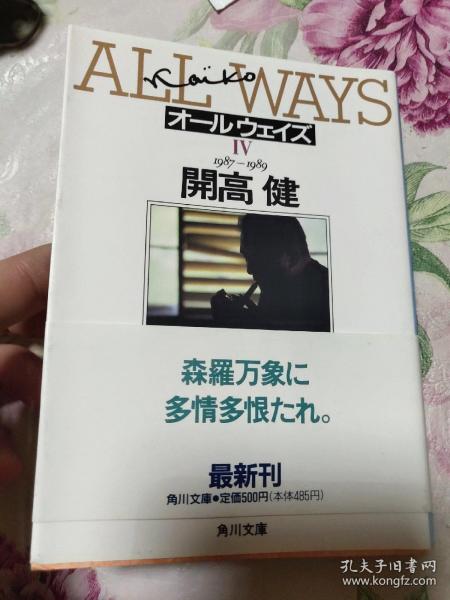 ALL WAYS
Kaiko
オールウェイズ
IV
1987–1989
開高 健
森羅万象に
多情多恨たれ。
最新刊
角川文庫●定価500円(本体485円)
角川文庫
孔夫子旧书网
www.kongfz.com